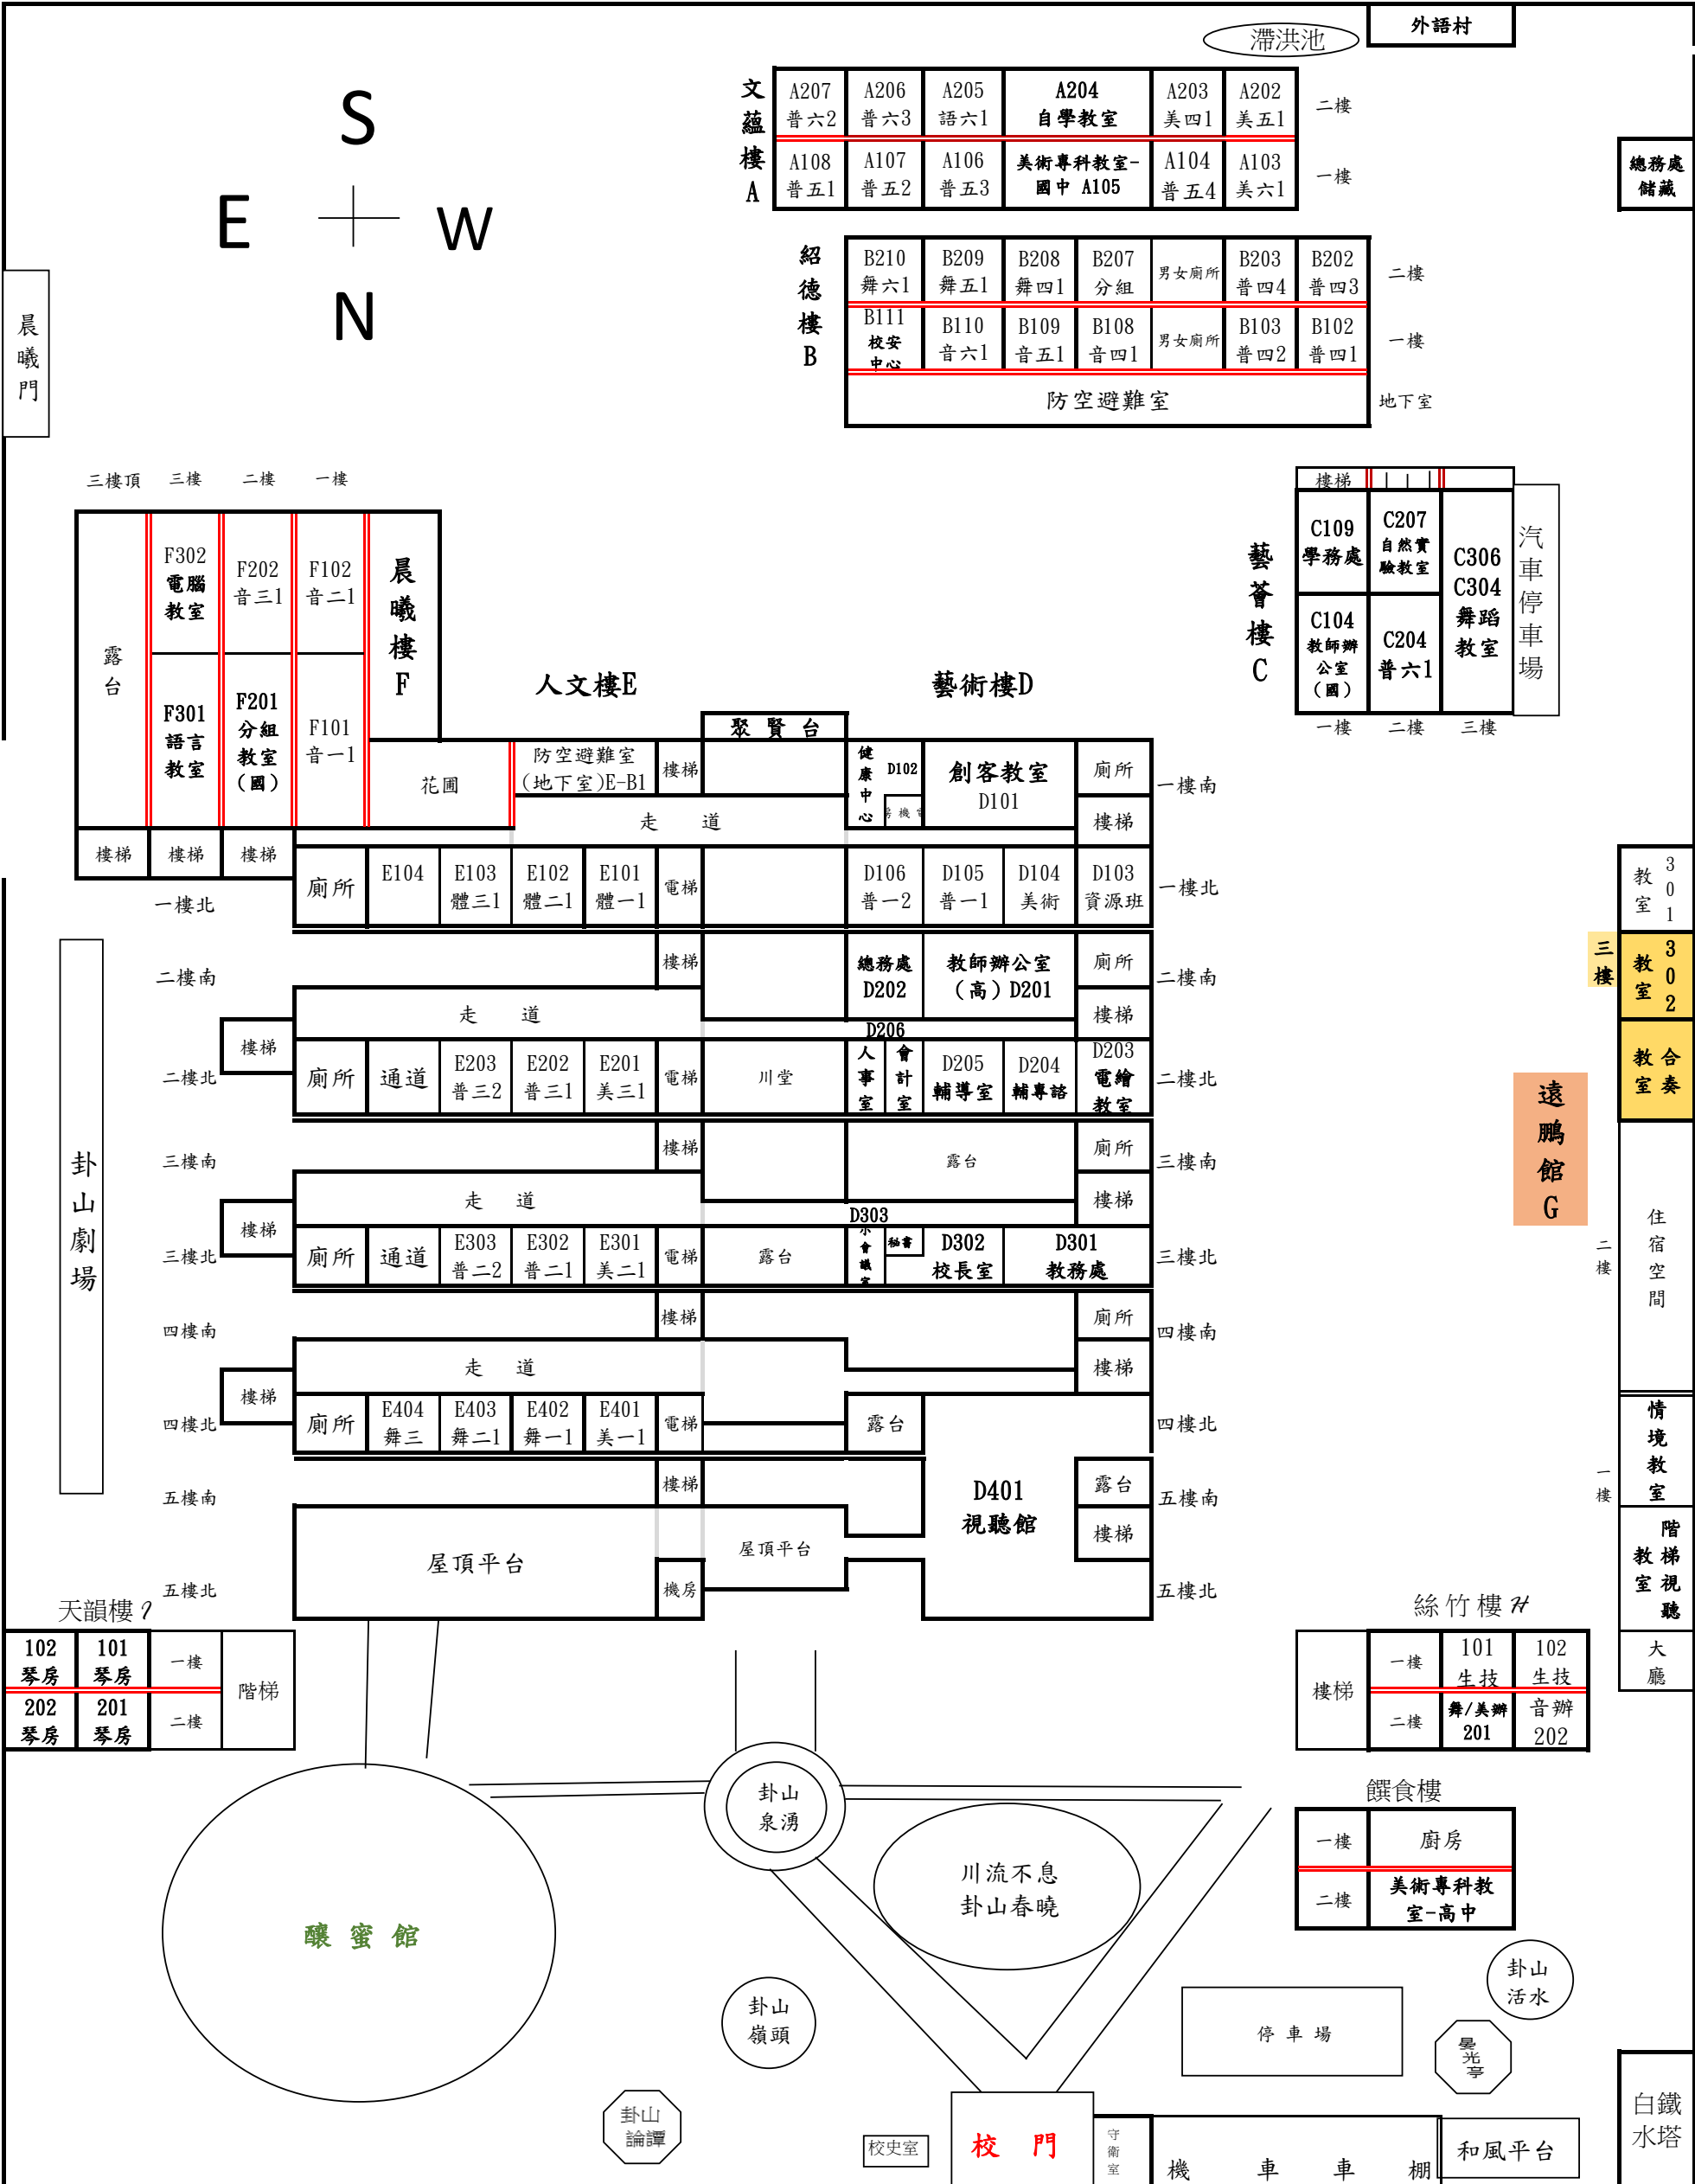 外語村
滯洪池
S
E
W
N
文蘊樓A
A207
普六2
A206
普六3
A205
語六1
A204
自學教室
A203
美四1
A202
美五1
二樓
A108
普五1
A107
普五2
A106
普五3
美術專科教室-
國中 A105
A104
普五4
A103
美六1
一樓
總務處
儲藏
紹德樓B
B210
舞六1
B209
舞五1
B208
舞四1
B207
分組
男女廁所
B203
普四4
B202
普四3
二樓
B111
校安
中心
B110
音六1
B109
音五1
B108
音四1
男女廁所
B103
普四2
B102
普四1
一樓
防空避難室
地下室
晨曦門
三樓頂
三樓
二樓
一樓
露台
F302
電腦
教室
F202
音三1
F102
音二1
晨曦樓F
F301
語言
教室
F201
分組
教室
(國)
F101
音一1
樓梯
樓梯
樓梯
藝薈樓C
樓梯
C109
學務處
C207
自然實
驗教室
C306
C304
舞蹈
教室
C104
教師辦
公室
(國)
C204
普六1
汽車停車場
一樓
二樓
三樓
人文樓E
藝術樓D
聚賢台
花圃
防空避難室
(地下室)E-B1
樓梯
健康中心
D102
創客教室
D101
廁所
一樓南
走 道
樓梯
一樓北
廁所
E104
E103
體三1
E102
體二1
E101
體一1
電梯
D106
普一2
D105
普一1
D104
美術
D103
資源班
一樓北
二樓南
樓梯
總務處
D202
教師辦公室
(高)D201
廁所
二樓南
走 道
樓梯
樓梯
D206
二樓北
廁所
通道
E203
普三2
E202
普三1
E201
美三1
電梯
川堂
人事室
會計室
D205
輔導室
D204
輔專諮
D203
電繪
教室
二樓北
三樓南
樓梯
露台
廁所
三樓南
走 道
樓梯
樓梯
D303
三樓北
廁所
通道
E303
普二2
E302
普二1
E301
美二1
電梯
露台
小會議室
秘書
D302
校長室
D301
教務處
三樓北
四樓南
樓梯
廁所
四樓南
走 道
樓梯
樓梯
四樓北
廁所
E404
舞三
E403
舞二1
E402
舞一1
E401
美一1
電梯
露台
四樓北
五樓南
樓梯
D401
視聽館
露台
五樓南
樓梯
屋頂平台
屋頂平台
機房
五樓北
五樓北
卦山劇場
教室
301
三樓
教室
302
教室
合奏
遠鵬館G
二樓
住宿空間
一樓
情境教室
階梯視聽
教室
大廳
天韻樓 I
102
琴房
101
琴房
一樓
階梯
202
琴房
201
琴房
二樓
絲竹樓 H
樓梯
一樓
101
生技
102
生技
二樓
舞/美辦
201
音辦
202
饌食樓
一樓
廚房
二樓
美術專科教
室-高中
卦山
泉湧
川流不息
卦山春曉
釀蜜館
卦山
嶺頭
卦山
活水
停車場
晷光亭
卦山
論譚
校史室
校 門
守衛室
機 車 車 棚
和風平台
白鐵
水塔